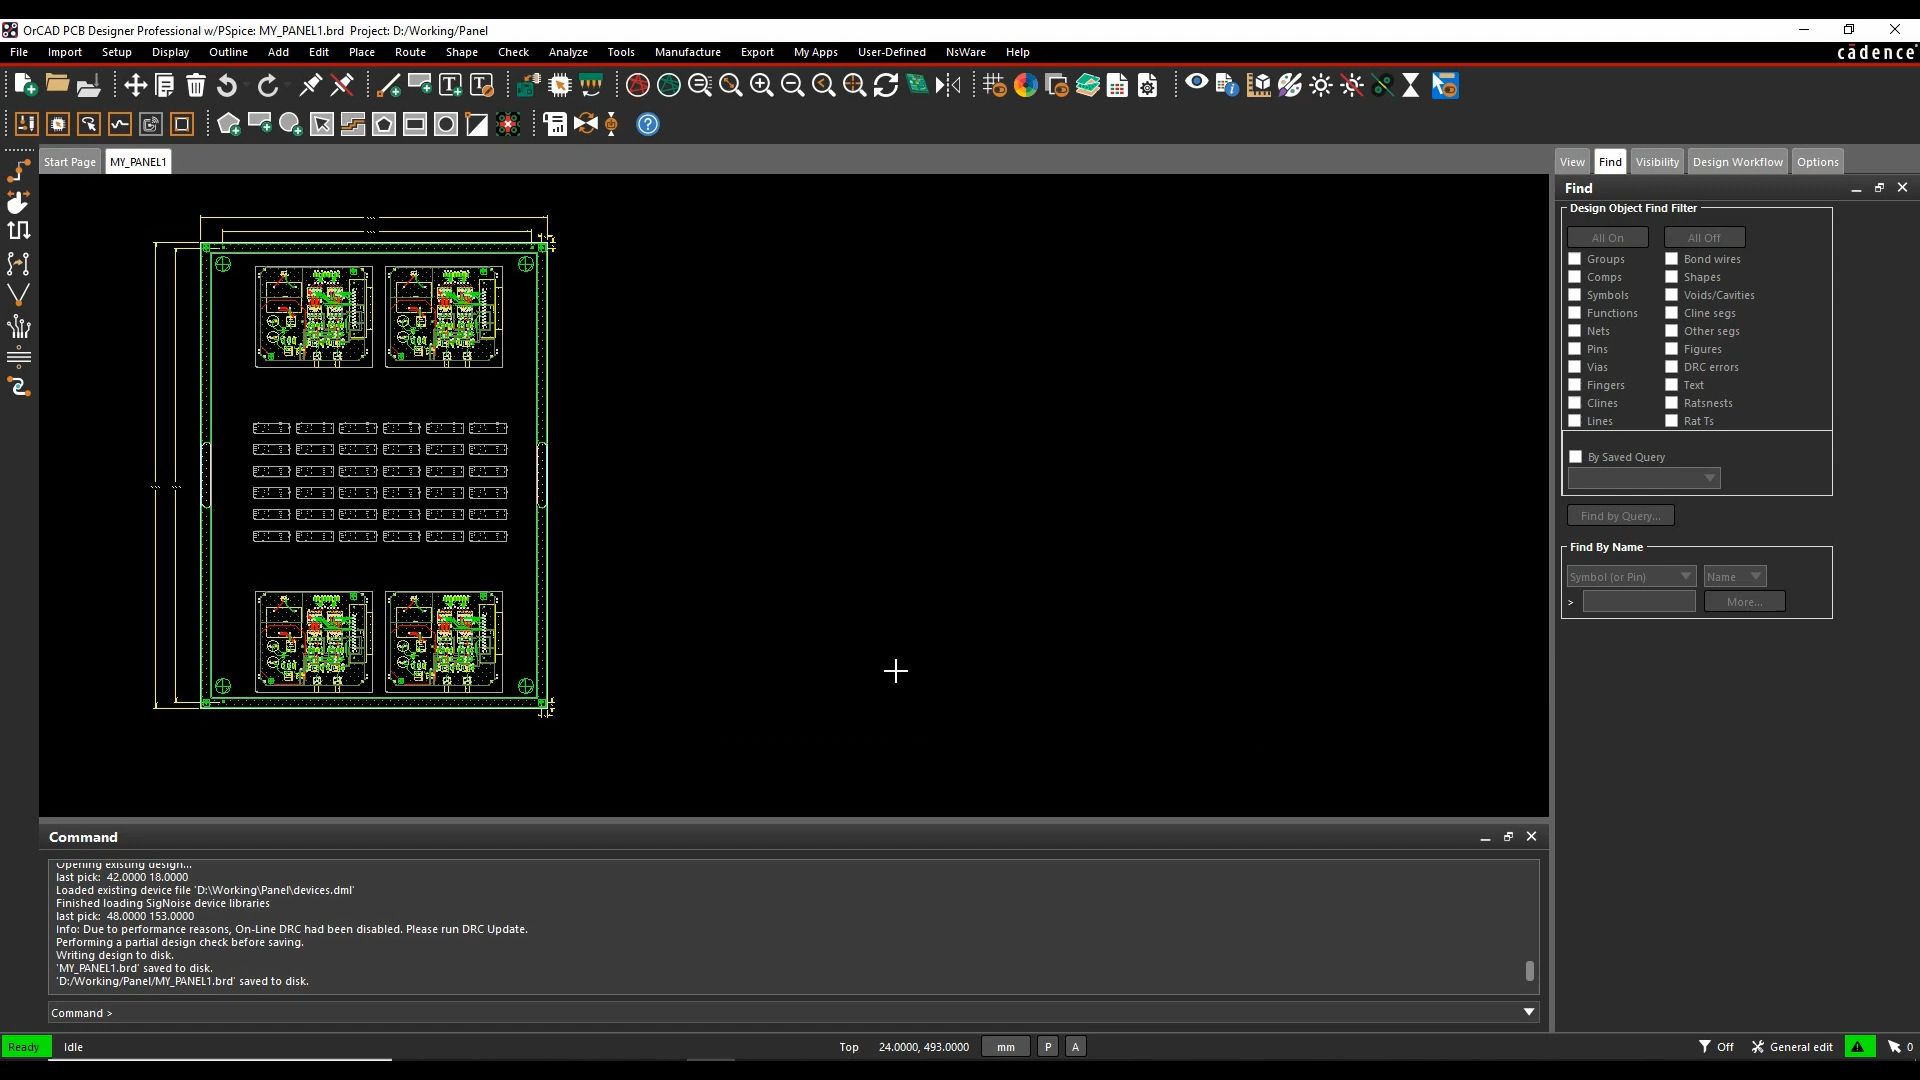 OrCAD PCB Designer Professional w/PSpice: MY_PANEL1.brd  Project: D:/Working/Panel
File Import Setup Display Outline Add Edit Place Route Shape Check Analyze Tools Manufacture Export My Apps User-Defined NsWare Help
cādence
Start Page MY_PANEL1
View Find Visibility Design Workflow Options
Find
Design Object Find Filter
All On All Off
Groups Bond wires
Comps Shapes
Symbols Voids/Cavities
Functions Cline segs
Nets Other segs
Pins Figures
Vias DRC errors
Fingers Text
Clines Ratsnests
Lines Rat Ts
By Saved Query
Find by Query...
Find By Name
Symbol (or Pin) Name
> More...
Command
Opening existing design...
last pick:  42.0000 18.0000
Loaded existing device file 'D:\Working\Panel\devices.dml'
Finished loading SigNoise device libraries
last pick:  48.0000 153.0000
Info: Due to performance reasons, On-Line DRC had been disabled. Please run DRC Update.
Performing a partial design check before saving.
Writing design to disk.
'MY_PANEL1.brd' saved to disk.
'D:/Working/Panel/MY_PANEL1.brd' saved to disk.
Command >
Ready Idle Top 24.0000, 493.0000 mm P A Off General edit 0